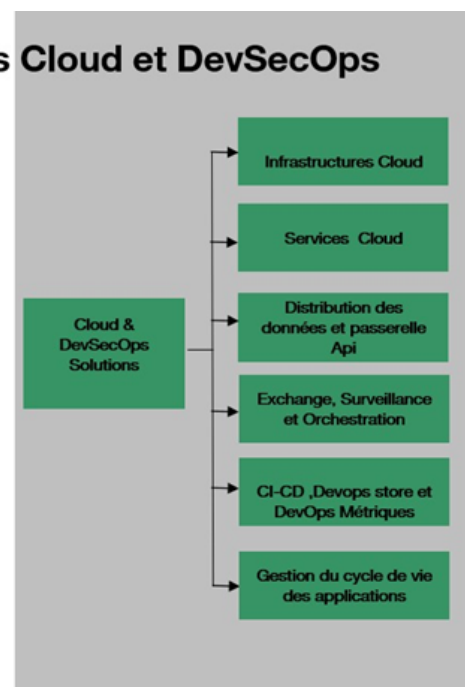 s Cloud et DevSecOps
Infrastructures Cloud
Services Cloud
Distribution des
données et passerelle
Api
Cloud &
DevSecOps
Solutions
Exchange, Surveillance
et Orchestration
CI-CD ,Devops store et
DevOps Métriques
Gestion du cycle de vie
des applications